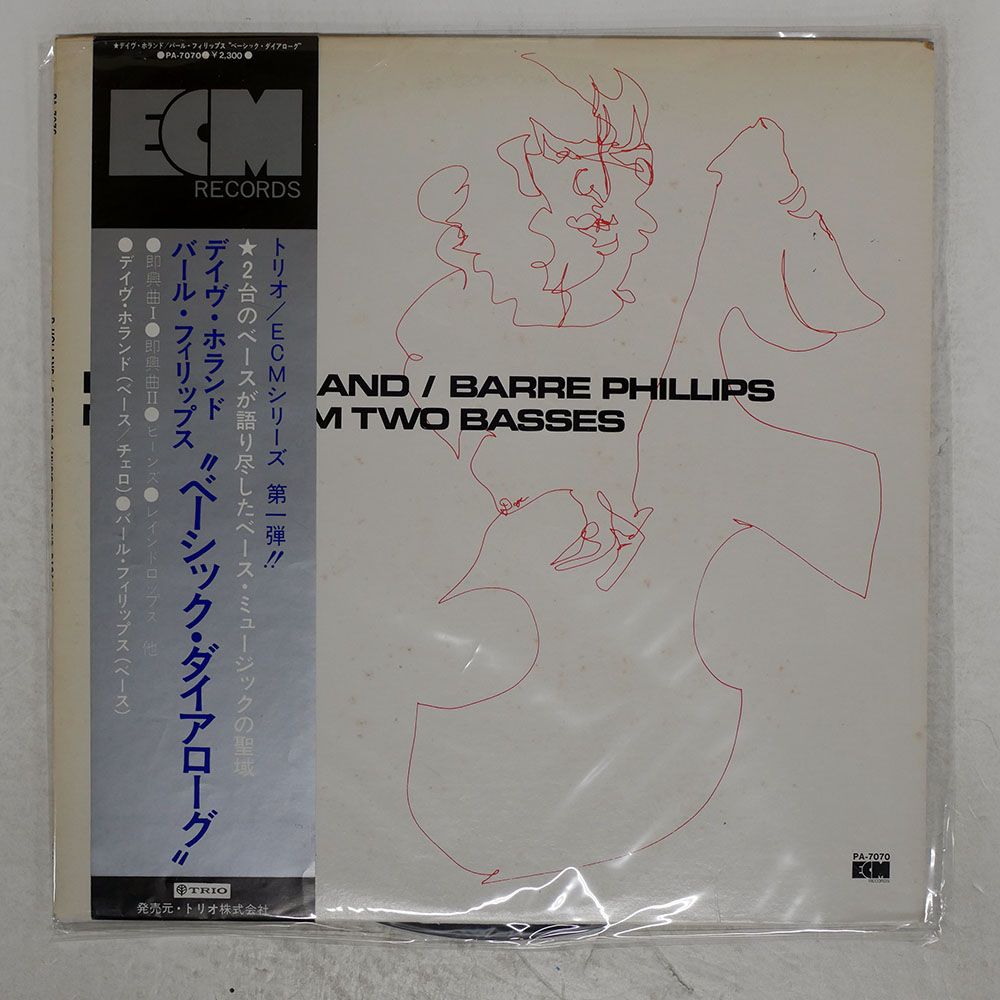 ★デイヴ・ホランド/バール・フィリップス"ベーシック・ダイアローグ"
●PA-7070●¥2,300●
ECM
RECORDS
トリオ/ECMシリーズ 第一弾!!
★2台のベースが語り尽したベース・ミュージックの聖域
デイヴ・ホランド
バール・フィリップス
"ベーシック・ダイアローグ"
●即興曲I●即興曲II●ビーンズ●レインドロップス 他
●デイヴ・ホランド(ベース/チェロ)●バール・フィリップス(ベース)
TRIO
発売元・トリオ株式会社
AND / BARRE PHILLIPS
M TWO BASSES
PA-7070
ECM
RECORDS